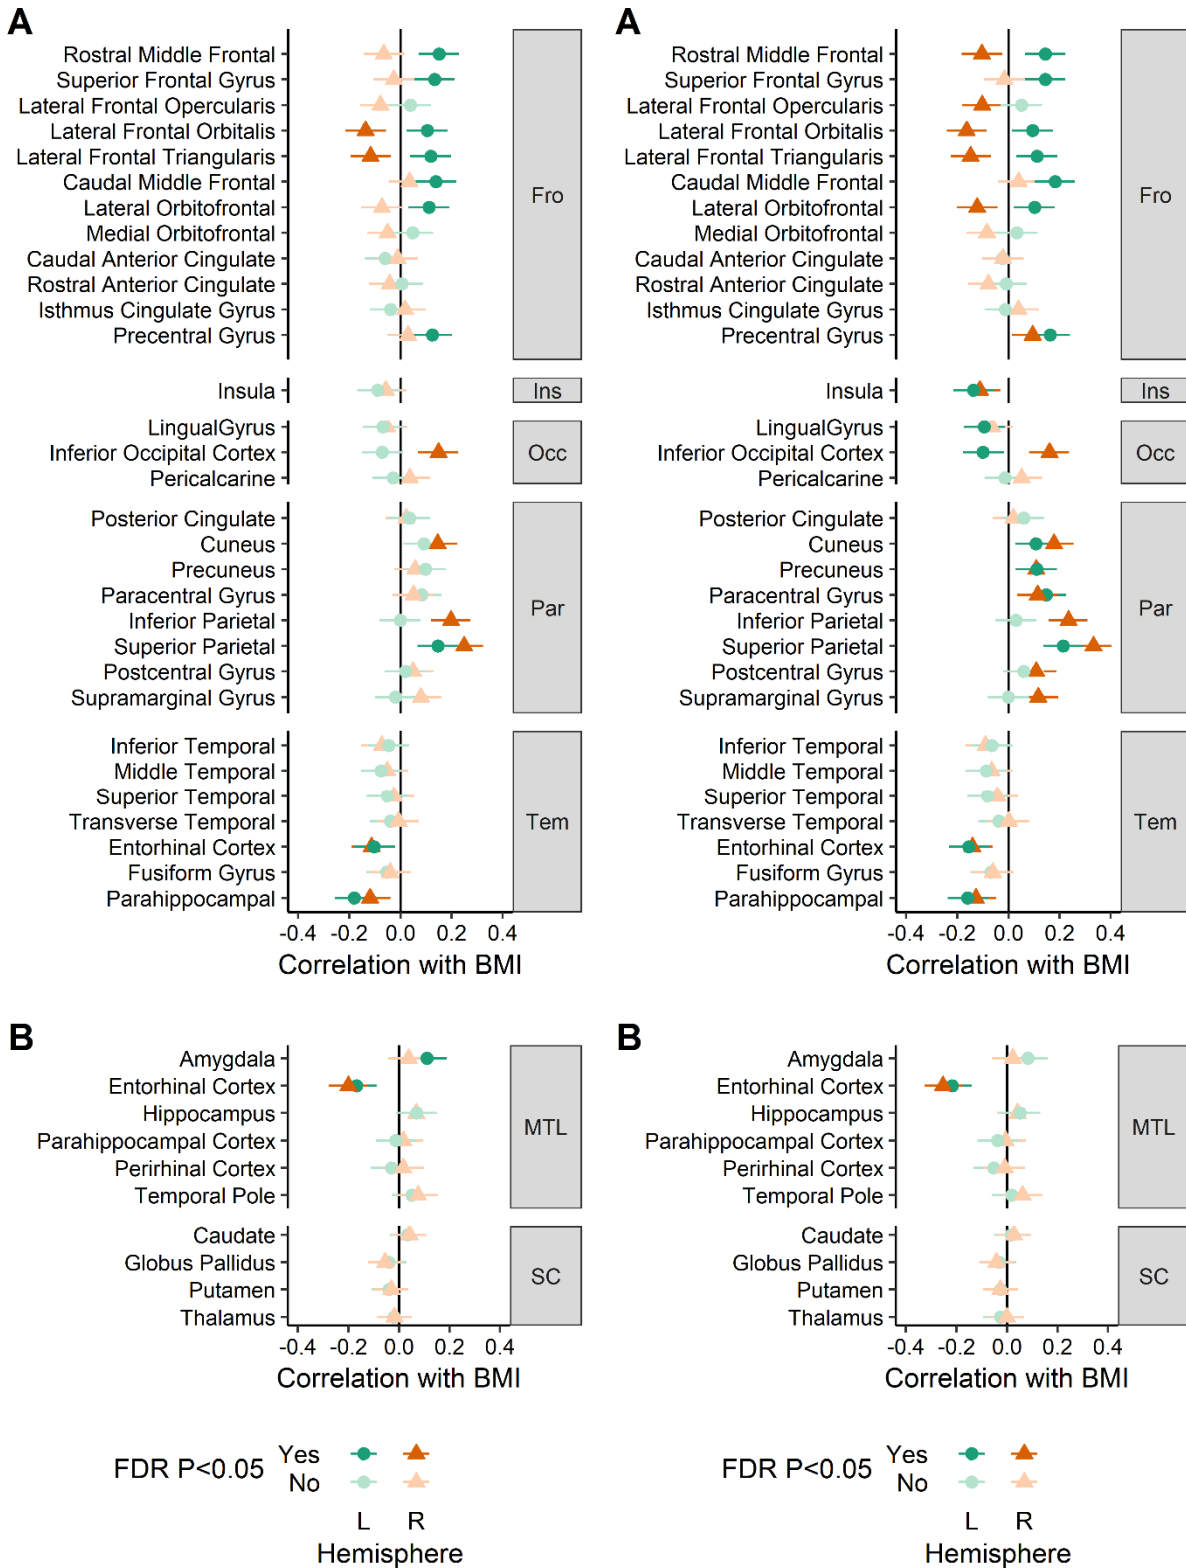 A
Rostral Middle Frontal
Superior Frontal Gyrus
Lateral Frontal Opercularis
Lateral Frontal Orbitalis
Lateral Frontal Triangularis
Caudal Middle Frontal
Lateral Orbitofrontal
Medial Orbitofrontal
Caudal Anterior Cingulate
Rostral Anterior Cingulate
Isthmus Cingulate Gyrus
Precentral Gyrus
Fro
Insula
Ins
LingualGyrus
Inferior Occipital Cortex
Pericalcarine
Occ
Posterior Cingulate
Cuneus
Precuneus
Paracentral Gyrus
Inferior Parietal
Superior Parietal
Postcentral Gyrus
Supramarginal Gyrus
Par
Inferior Temporal
Middle Temporal
Superior Temporal
Transverse Temporal
Entorhinal Cortex
Fusiform Gyrus
Parahippocampal
Tem
-0.4 -0.2 0.0 0.2 0.4
Correlation with BMI
B
Amygdala
Entorhinal Cortex
Hippocampus
Parahippocampal Cortex
Perirhinal Cortex
Temporal Pole
MTL
Caudate
Globus Pallidus
Putamen
Thalamus
SC
-0.4 -0.2 0.0 0.2 0.4
Correlation with BMI
FDR P<0.05
Yes
No
L R
Hemisphere
A
Rostral Middle Frontal
Superior Frontal Gyrus
Lateral Frontal Opercularis
Lateral Frontal Orbitalis
Lateral Frontal Triangularis
Caudal Middle Frontal
Lateral Orbitofrontal
Medial Orbitofrontal
Caudal Anterior Cingulate
Rostral Anterior Cingulate
Isthmus Cingulate Gyrus
Precentral Gyrus
Fro
Insula
Ins
LingualGyrus
Inferior Occipital Cortex
Pericalcarine
Occ
Posterior Cingulate
Cuneus
Precuneus
Paracentral Gyrus
Inferior Parietal
Superior Parietal
Postcentral Gyrus
Supramarginal Gyrus
Par
Inferior Temporal
Middle Temporal
Superior Temporal
Transverse Temporal
Entorhinal Cortex
Fusiform Gyrus
Parahippocampal
Tem
-0.4 -0.2 0.0 0.2 0.4
Correlation with BMI
B
Amygdala
Entorhinal Cortex
Hippocampus
Parahippocampal Cortex
Perirhinal Cortex
Temporal Pole
MTL
Caudate
Globus Pallidus
Putamen
Thalamus
SC
-0.4 -0.2 0.0 0.2 0.4
Correlation with BMI
FDR P<0.05
Yes
No
L R
Hemisphere